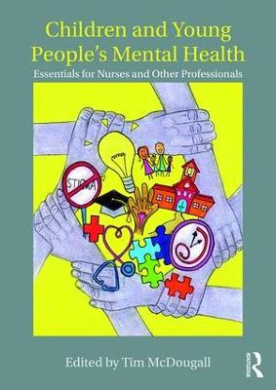 Children and Young
People's Mental Health
Essentials for Nurses and Other Professionals
STIGMA
Edited by Tim McDougall
ROUTLEDGE